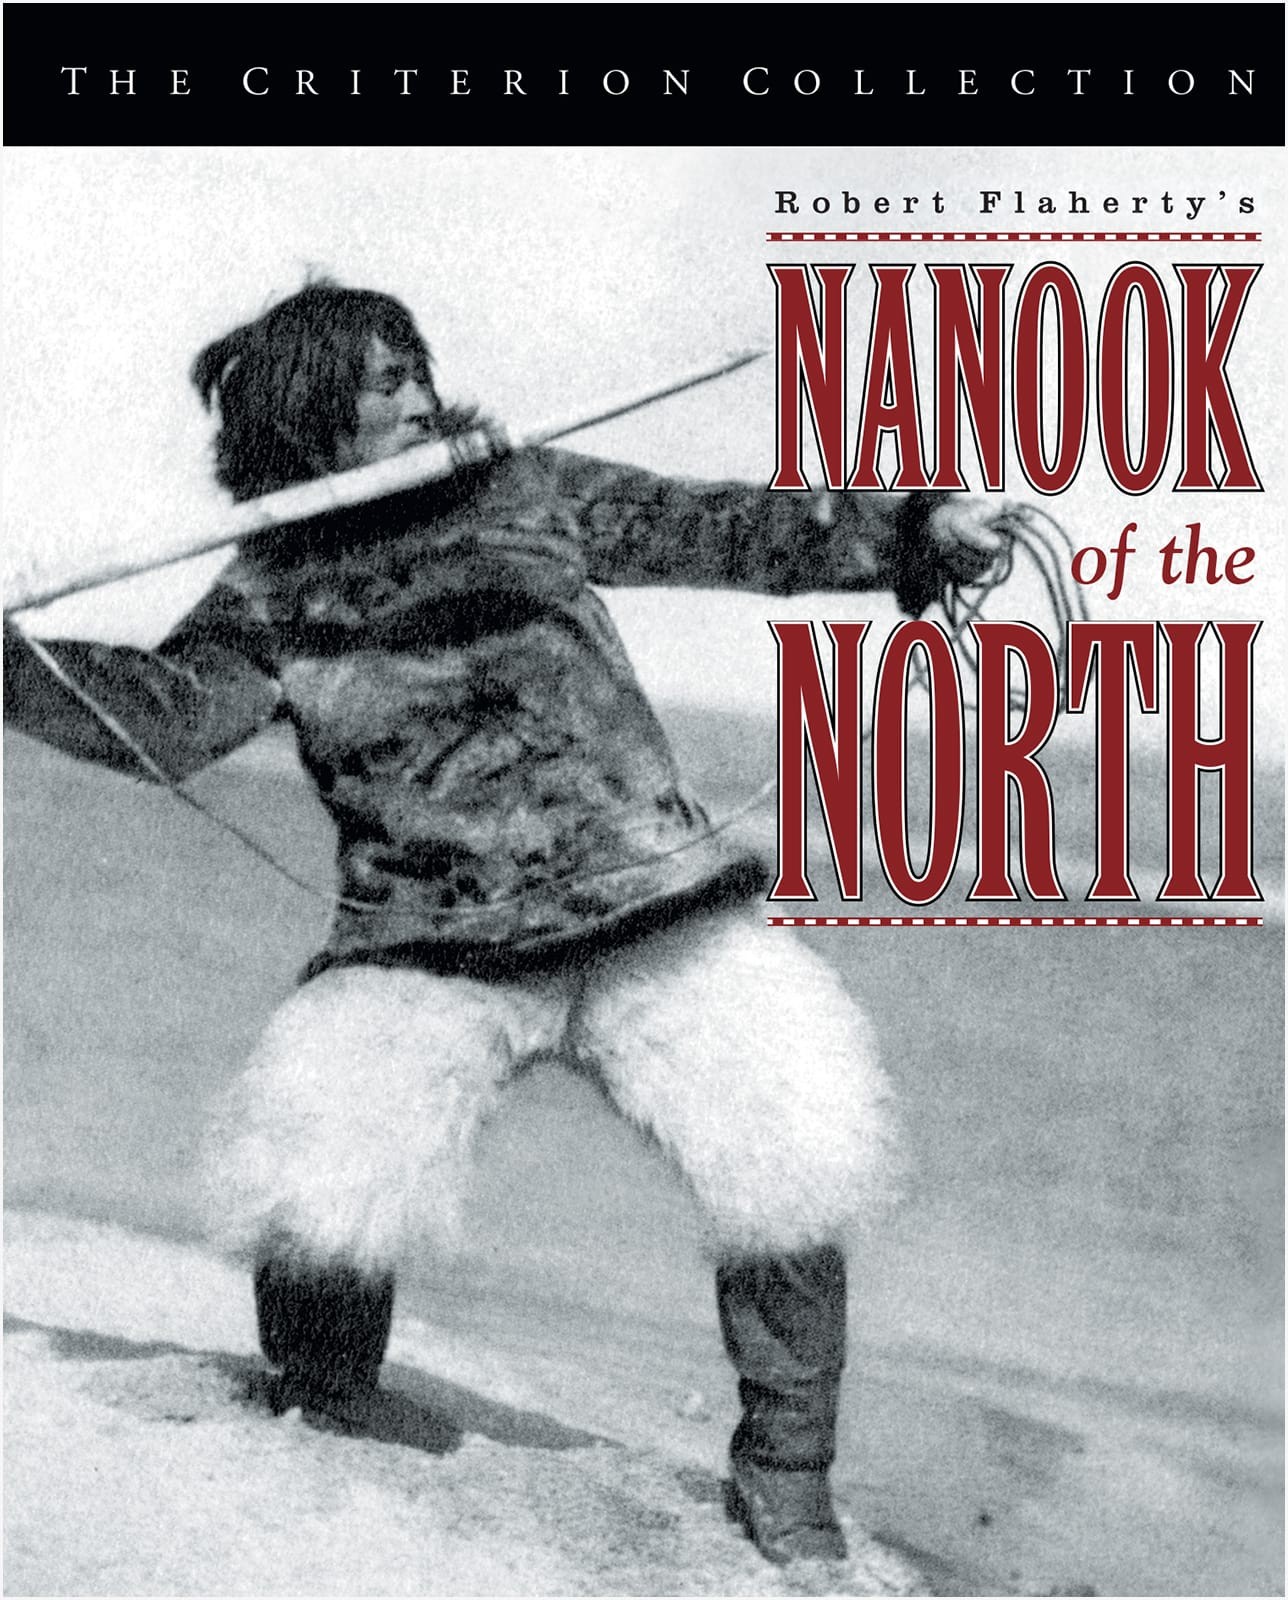 THE CRITERION COLLECTION
Robert Flaherty's
NANOOK
of the
NORTH